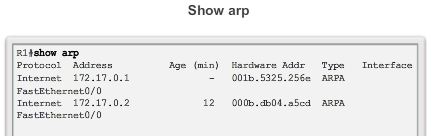 Show arp
R1#show arp
Protocol  Address          Age (min)  Hardware Addr   Type   Interface
Internet  172.17.0.1              -   001b.5325.256e  ARPA
FastEthernet0/0
Internet  172.17.0.2             12   000b.db04.a5cd  ARPA
FastEthernet0/0